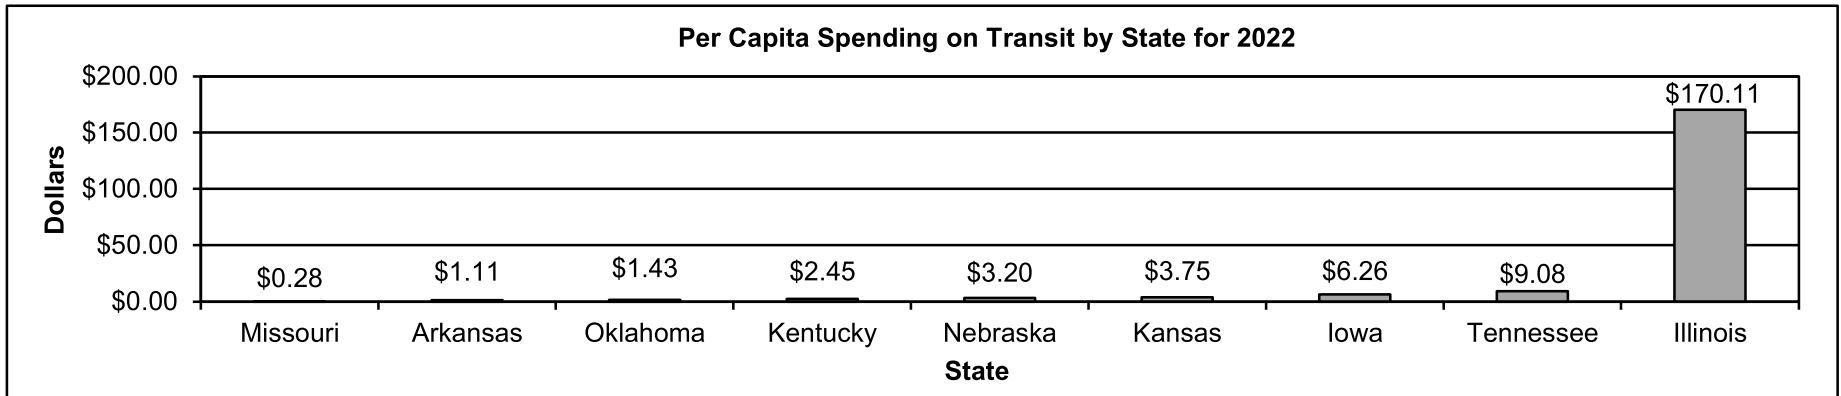 Per Capita Spending on Transit by State for 2022
$200.00
$150.00
$100.00
$50.00
$0.00
Dollars
$0.28
$1.11
$1.43
$2.45
$3.20
$3.75
$6.26
$9.08
$170.11
Missouri
Arkansas
Oklahoma
Kentucky
Nebraska
Kansas
Iowa
Tennessee
Illinois
State